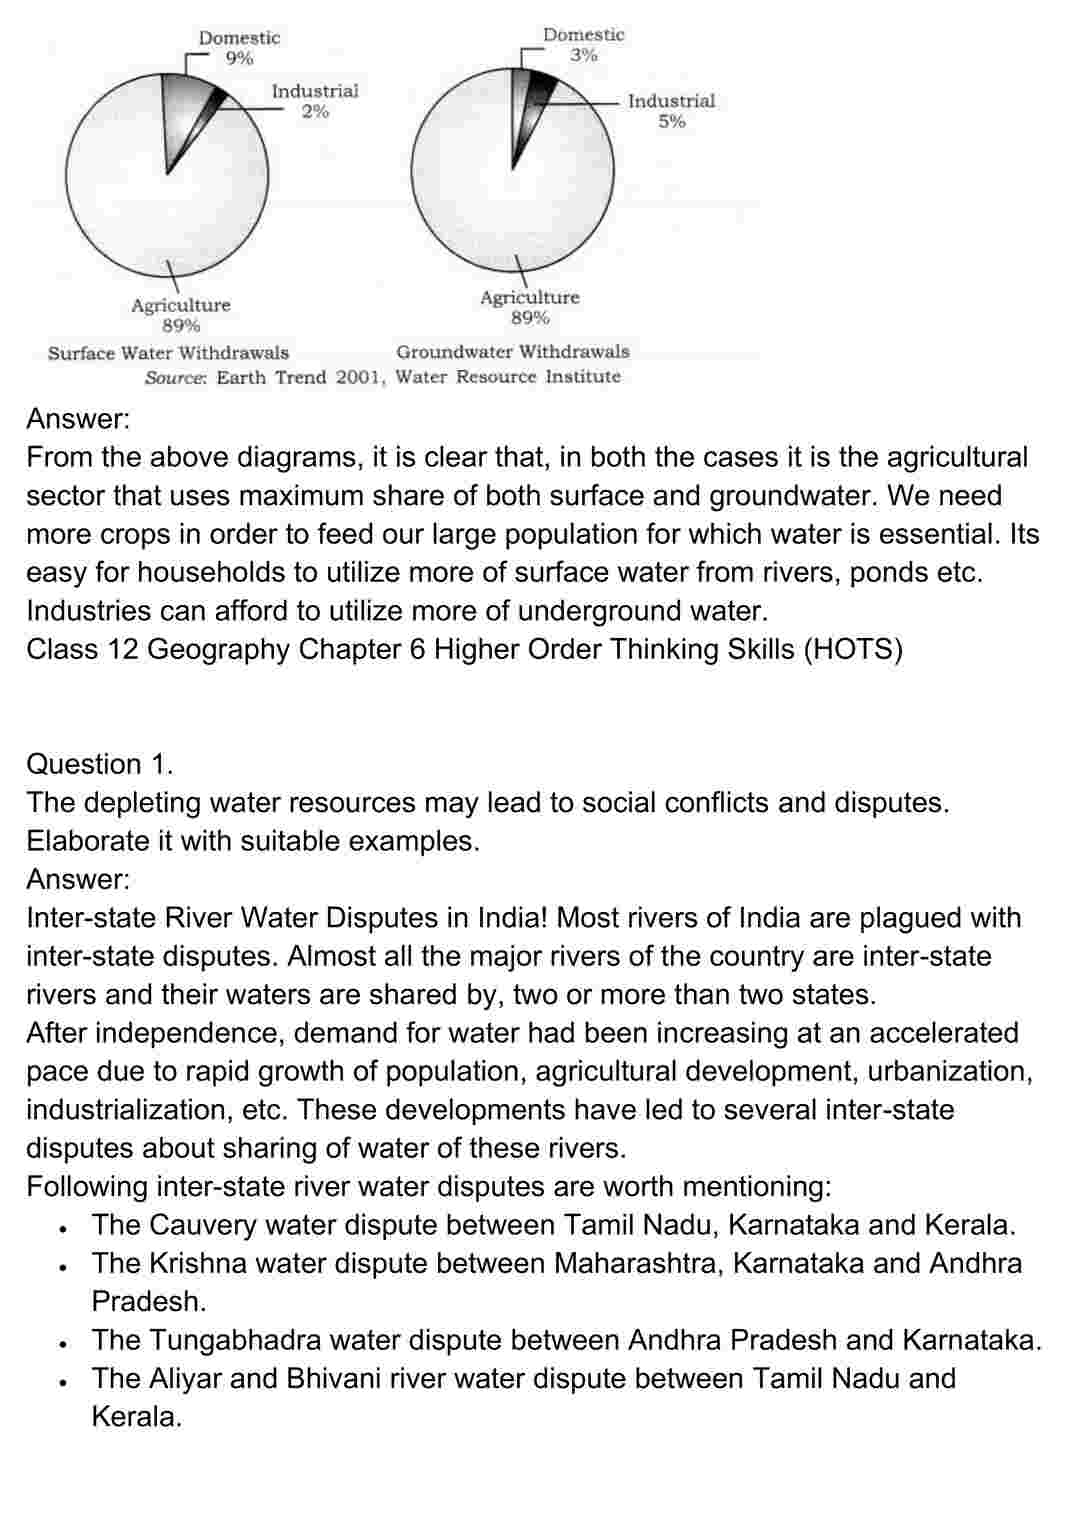 Domestic
9%
Industrial
2%
Agriculture
89%
Surface Water Withdrawals
Domestic
3%
Industrial
5%
Agriculture
89%
Groundwater Withdrawals
Source: Earth Trend 2001, Water Resource Institute
Answer:
From the above diagrams, it is clear that, in both the cases it is the agricultural
sector that uses maximum share of both surface and groundwater. We need
more crops in order to feed our large population for which water is essential. Its
easy for households to utilize more of surface water from rivers, ponds etc.
Industries can afford to utilize more of underground water.
Class 12 Geography Chapter 6 Higher Order Thinking Skills (HOTS)
Question 1.
The depleting water resources may lead to social conflicts and disputes.
Elaborate it with suitable examples.
Answer:
Inter-state River Water Disputes in India! Most rivers of India are plagued with
inter-state disputes. Almost all the major rivers of the country are inter-state
rivers and their waters are shared by, two or more than two states.
After independence, demand for water had been increasing at an accelerated
pace due to rapid growth of population, agricultural development, urbanization,
industrialization, etc. These developments have led to several inter-state
disputes about sharing of water of these rivers.
Following inter-state river water disputes are worth mentioning:
• The Cauvery water dispute between Tamil Nadu, Karnataka and Kerala.
• The Krishna water dispute between Maharashtra, Karnataka and Andhra
Pradesh.
• The Tungabhadra water dispute between Andhra Pradesh and Karnataka.
• The Aliyar and Bhivani river water dispute between Tamil Nadu and
Kerala.